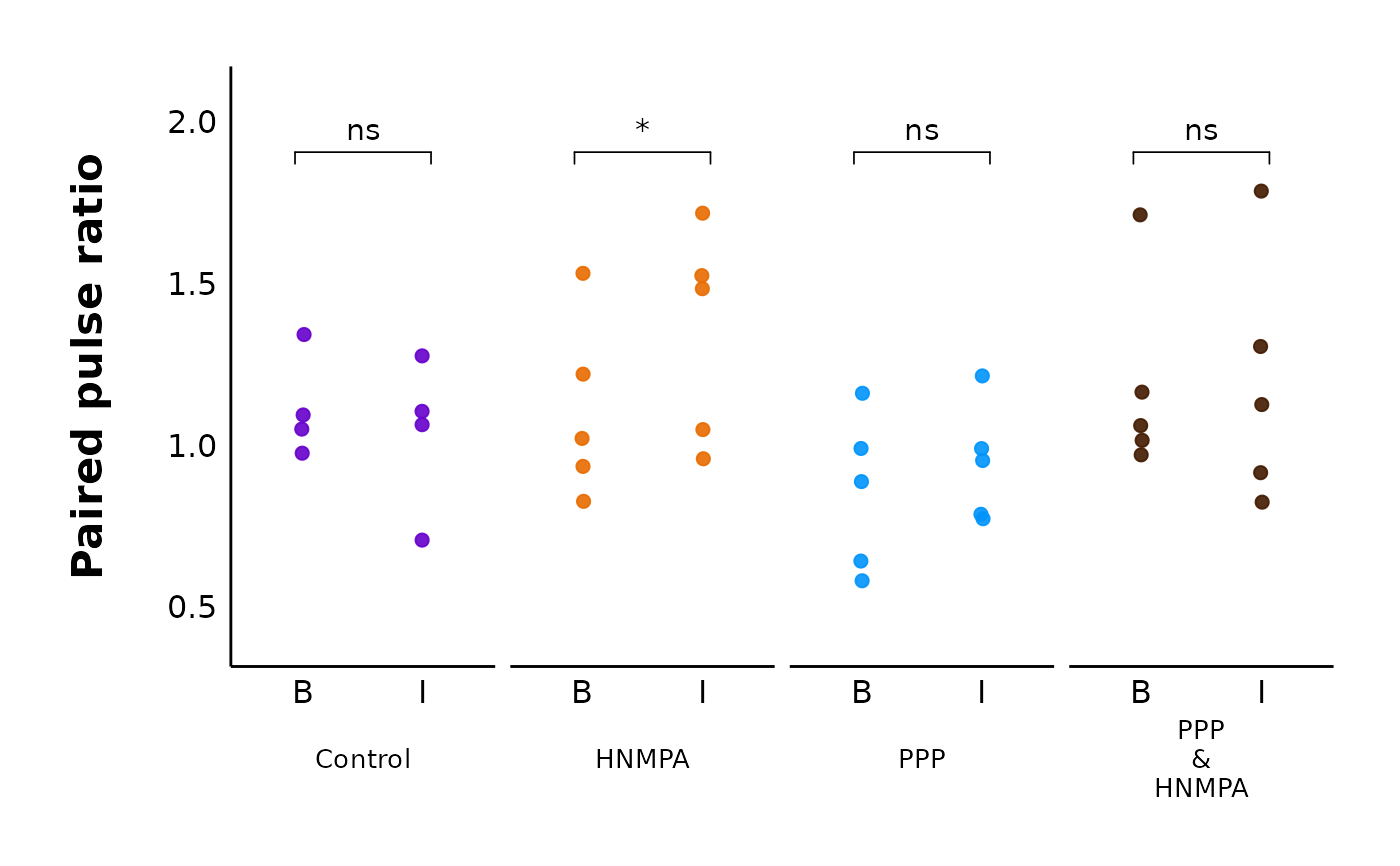 Paired pulse ratio
2.0
1.5
1.0
0.5
ns
*
ns
ns
B I B I B I B I
Control
HNMPA
PPP
PPP
&
HNMPA